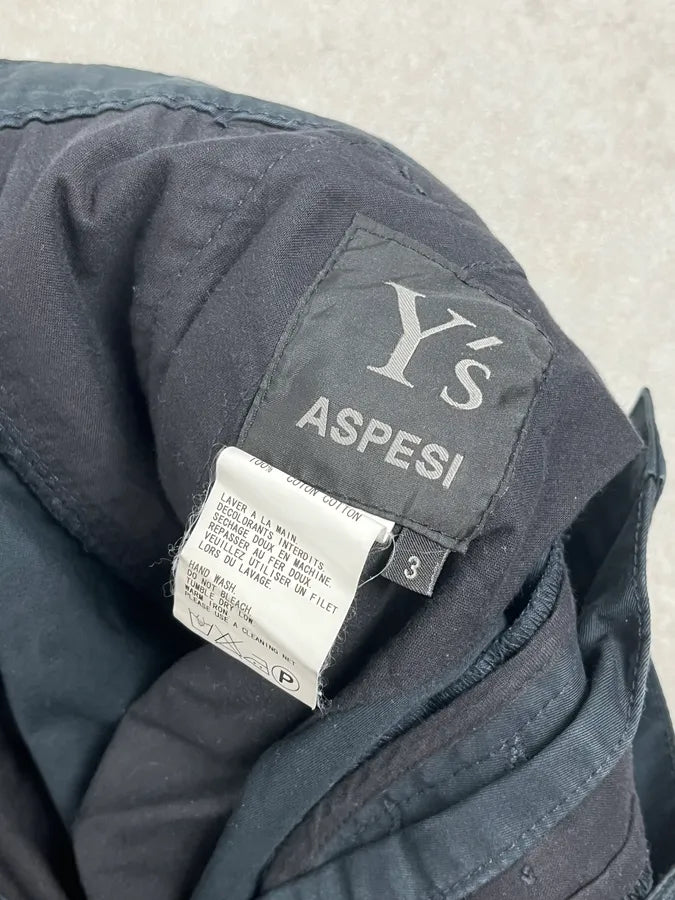 Y's
ASPESI
3
100% COTON COTTON
LAVER A LA MAIN.
DECOLORANTS INTERDITS.
SECHAGE DOUX EN MACHINE.
REPASSER AU FER DOUX.
VEUILLEZ UTILISER UN FILET
LORS DU LAVAGE.
HAND WASH
DO NOT BLEACH
TUMBLE DRY LOW
WARM IRON
PLEASE USE A CLEANING NET
P